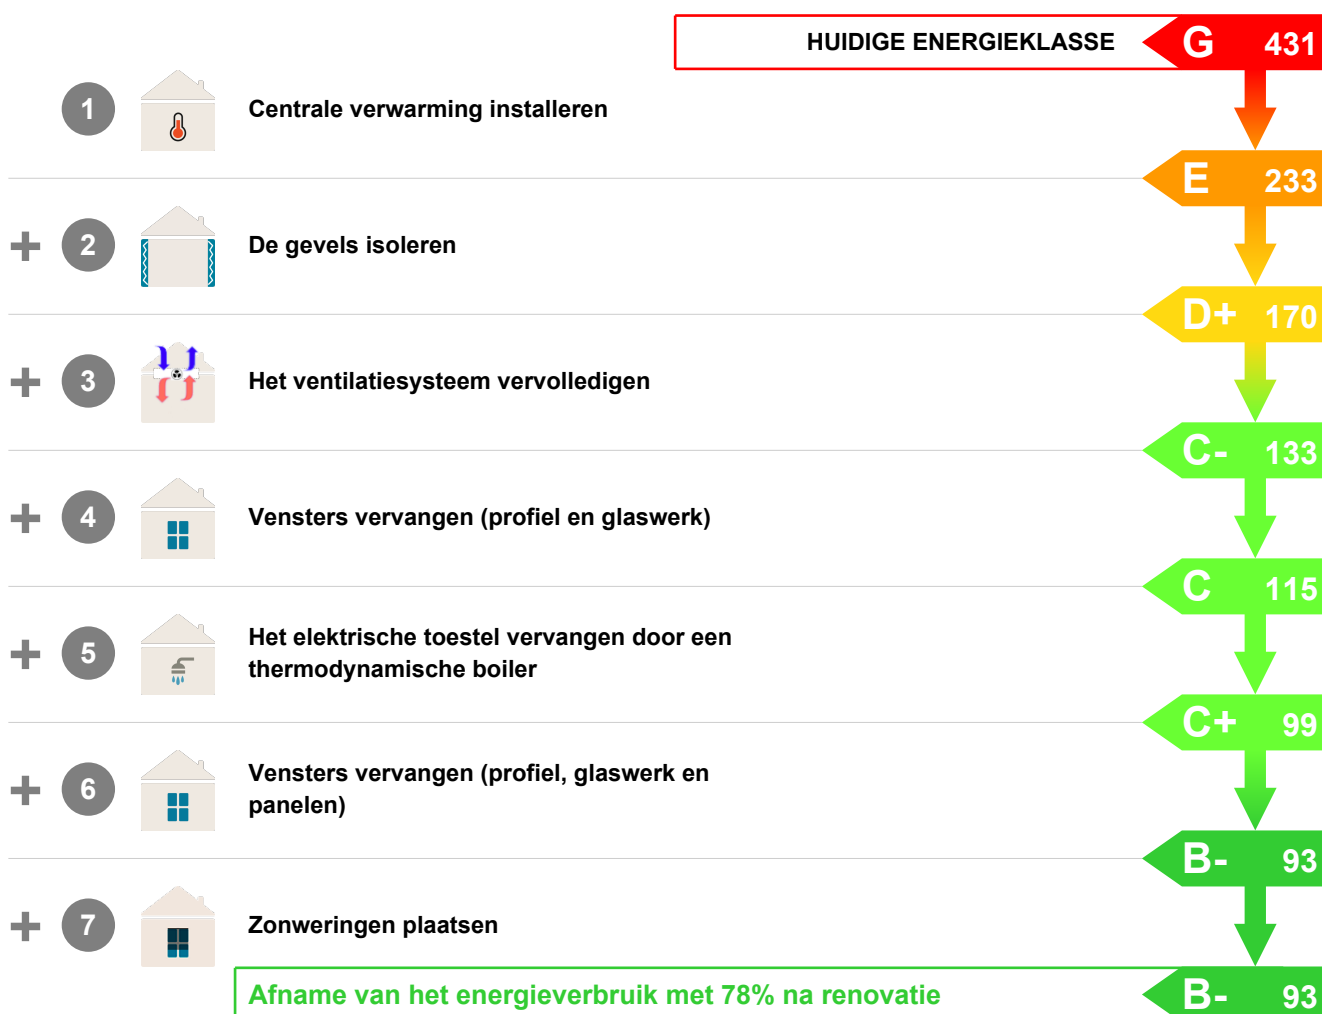 HUIDIGE ENERGIEKLASSE G 431
1 Centrale verwarming installeren
E 233
+ 2 De gevels isoleren
D+ 170
+ 3 Het ventilatiesysteem vervolledigen
C- 133
+ 4 Vensters vervangen (profiel en glaswerk)
C 115
+ 5 Het elektrische toestel vervangen door een
thermodynamische boiler
C+ 99
+ 6 Vensters vervangen (profiel, glaswerk en
panelen)
B- 93
+ 7 Zonweringen plaatsen
Afname van het energieverbruik met 78% na renovatie B- 93